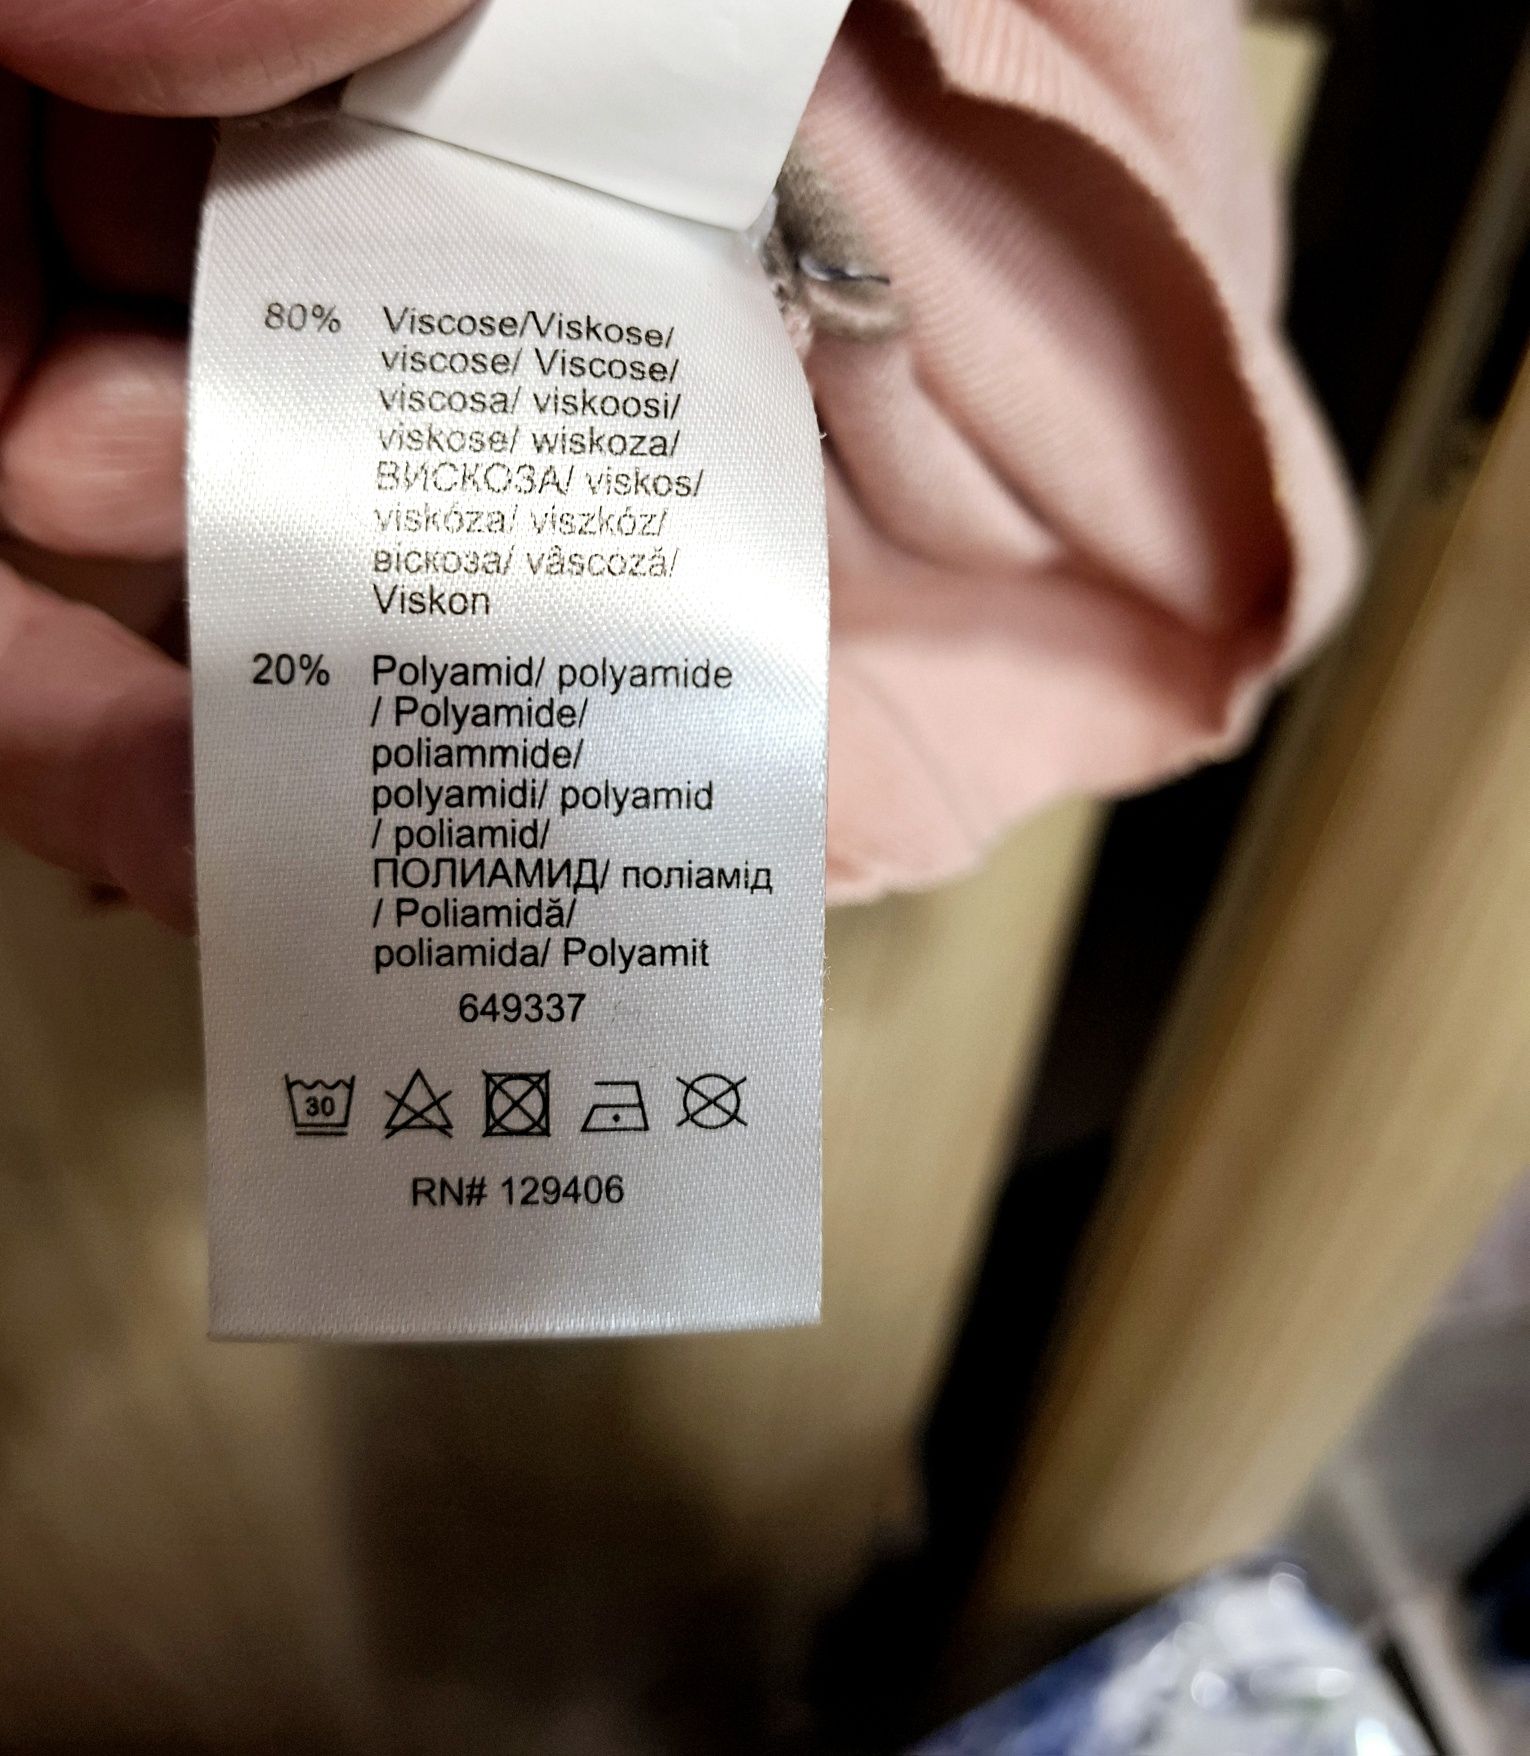 80% Viscose/Viskose/
viscose/ Viscose/
viscosa/ viskoosi/
viskose/ wiskoza/
ВИСКОЗА/ viskos/
viskóza/ viszkóz/
віскоза/ vâscoză/
Viskon
20% Polyamid/ polyamide
/ Polyamide/
poliammide/
polyamidi/ polyamid
/ poliamid/
ПОЛИАМИД/ поліамід
/ Poliamidă/
poliamida/ Polyamit
649337
30
RN# 129406